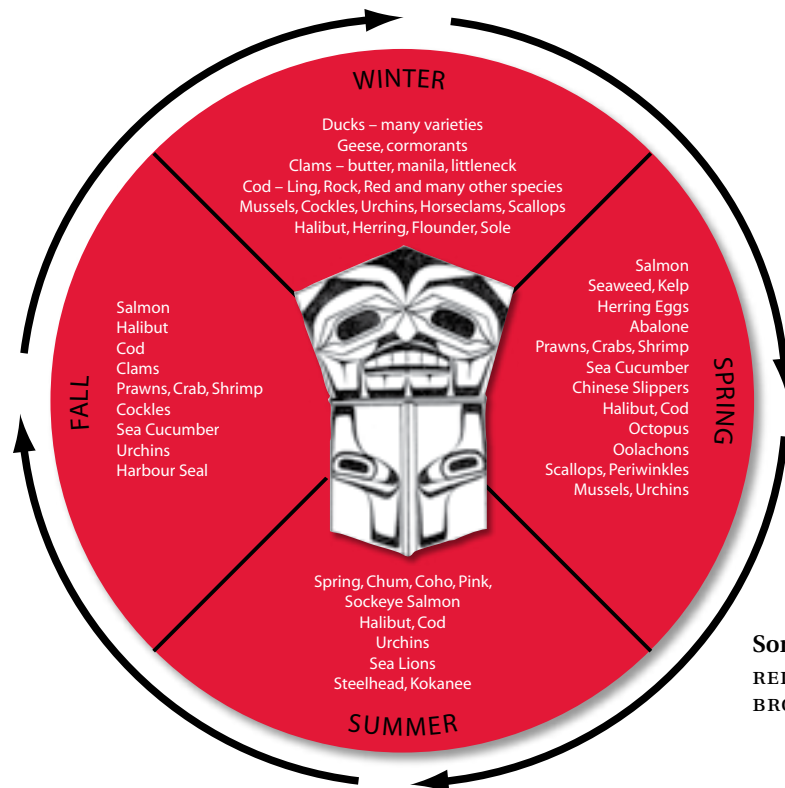 WINTER
Ducks – many varieties
Geese, cormorants
Clams – butter, manila, littleneck
Cod – Ling, Rock, Red and many other species
Mussels, Cockles, Urchins, Horseclams, Scallops
Halibut, Herring, Flounder, Sole
SPRING
Salmon
Seaweed, Kelp
Herring Eggs
Abalone
Prawns, Crabs, Shrimp
Sea Cucumber
Chinese Slippers
Halibut, Cod
Octopus
Oolachons
Scallops, Periwinkles
Mussels, Urchins
Spring, Chum, Coho, Pink,
Sockeye Salmon
Halibut, Cod
Urchins
Sea Lions
Steelhead, Kokanee
SUMMER
FALL
Salmon
Halibut
Cod
Clams
Prawns, Crab, Shrimp
Cockles
Sea Cucumber
Urchins
Harbour Seal